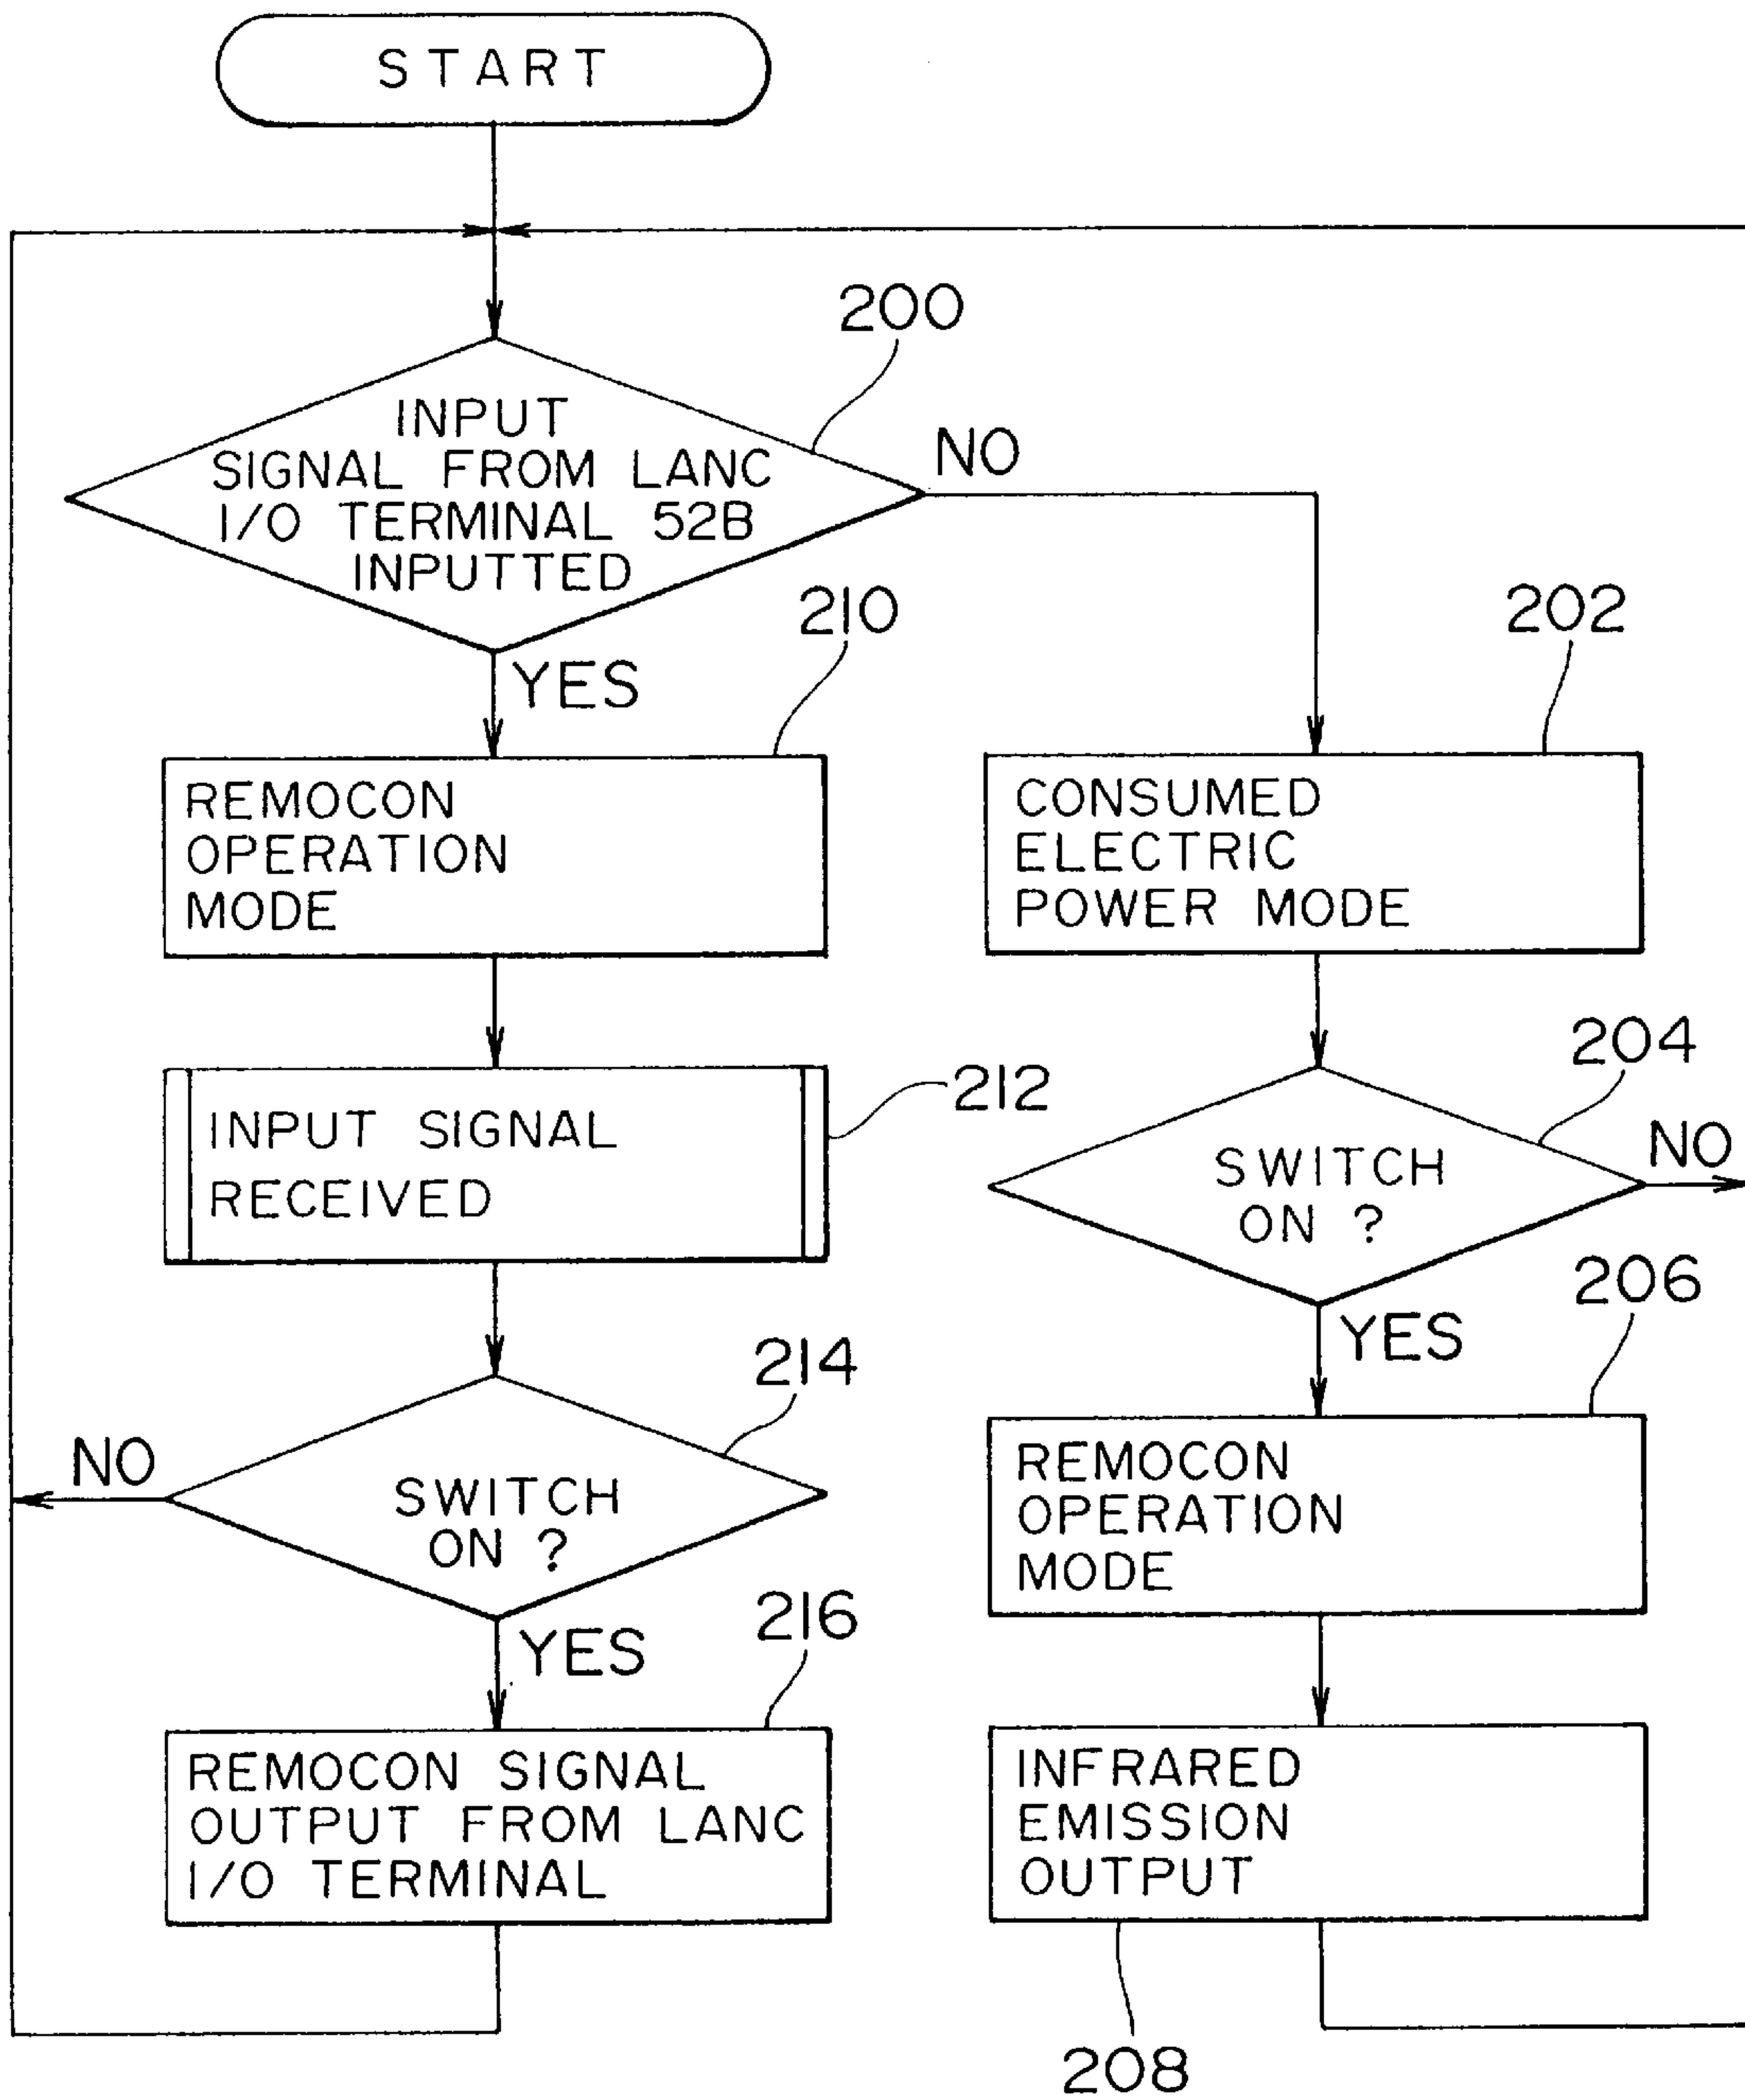 START
200
INPUT
SIGNAL FROM LANC
I/O TERMINAL 52B
INPUTTED
NO
YES
210
REMOCON
OPERATION
MODE
202
CONSUMED
ELECTRIC
POWER MODE
212
INPUT SIGNAL
RECEIVED
204
SWITCH
ON ?
NO
YES
214
SWITCH
ON ?
NO
YES
206
REMOCON
OPERATION
MODE
216
REMOCON SIGNAL
OUTPUT FROM LANC
I/O TERMINAL
INFRARED
EMISSION
OUTPUT
208